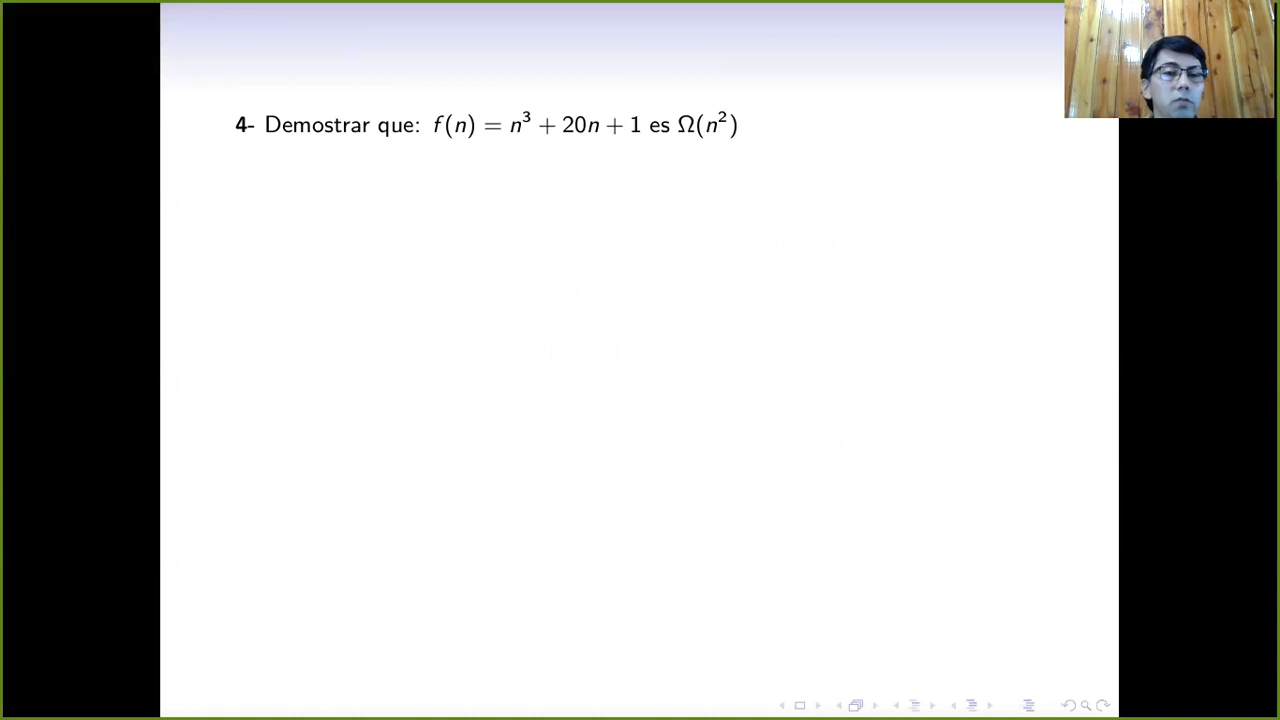 4- Demostrar que: f(n) = n³ + 20n + 1 es Ω(n²)